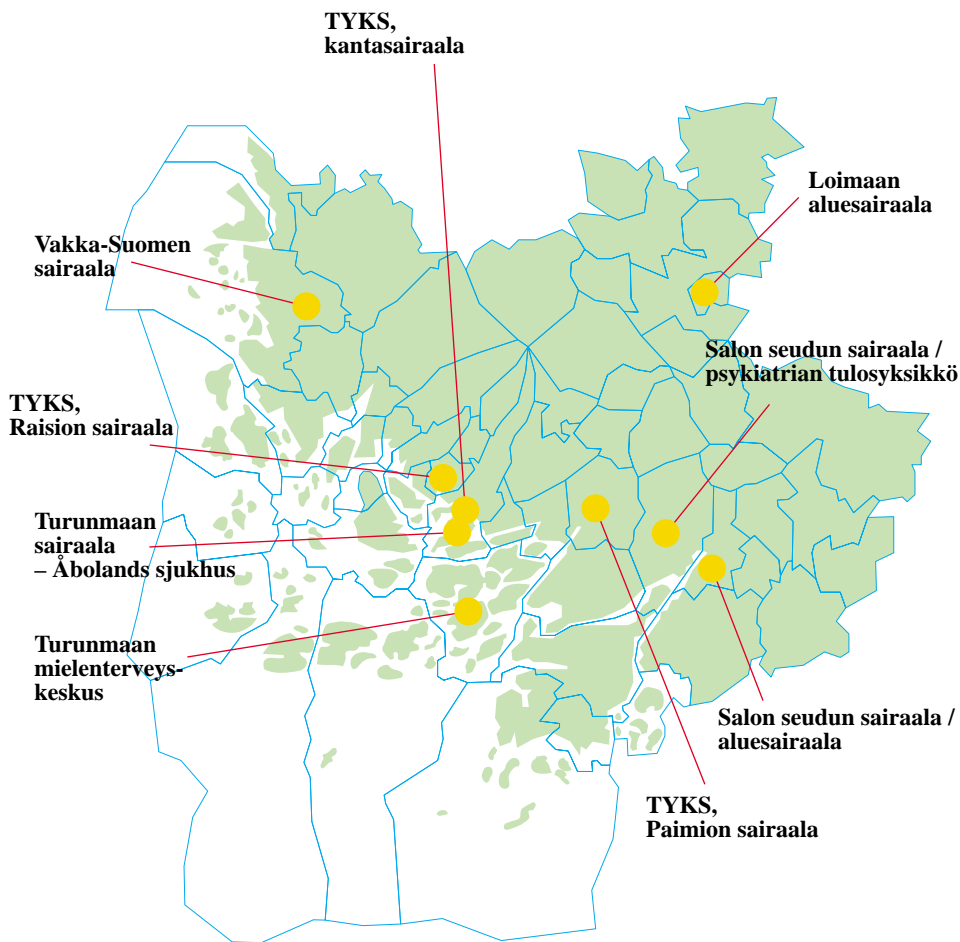 TYKS,
kantasairaala
Loimaan
aluesairaala
Vakka-Suomen
sairaala
Salon seudun sairaala /
psykiatrian tulosyksikkö
TYKS,
Raision sairaala
Turunmaan
sairaala
– Åbolands sjukhus
Turunmaan
mielenterveys-
keskus
Salon seudun sairaala /
aluesairaala
TYKS,
Paimion sairaala